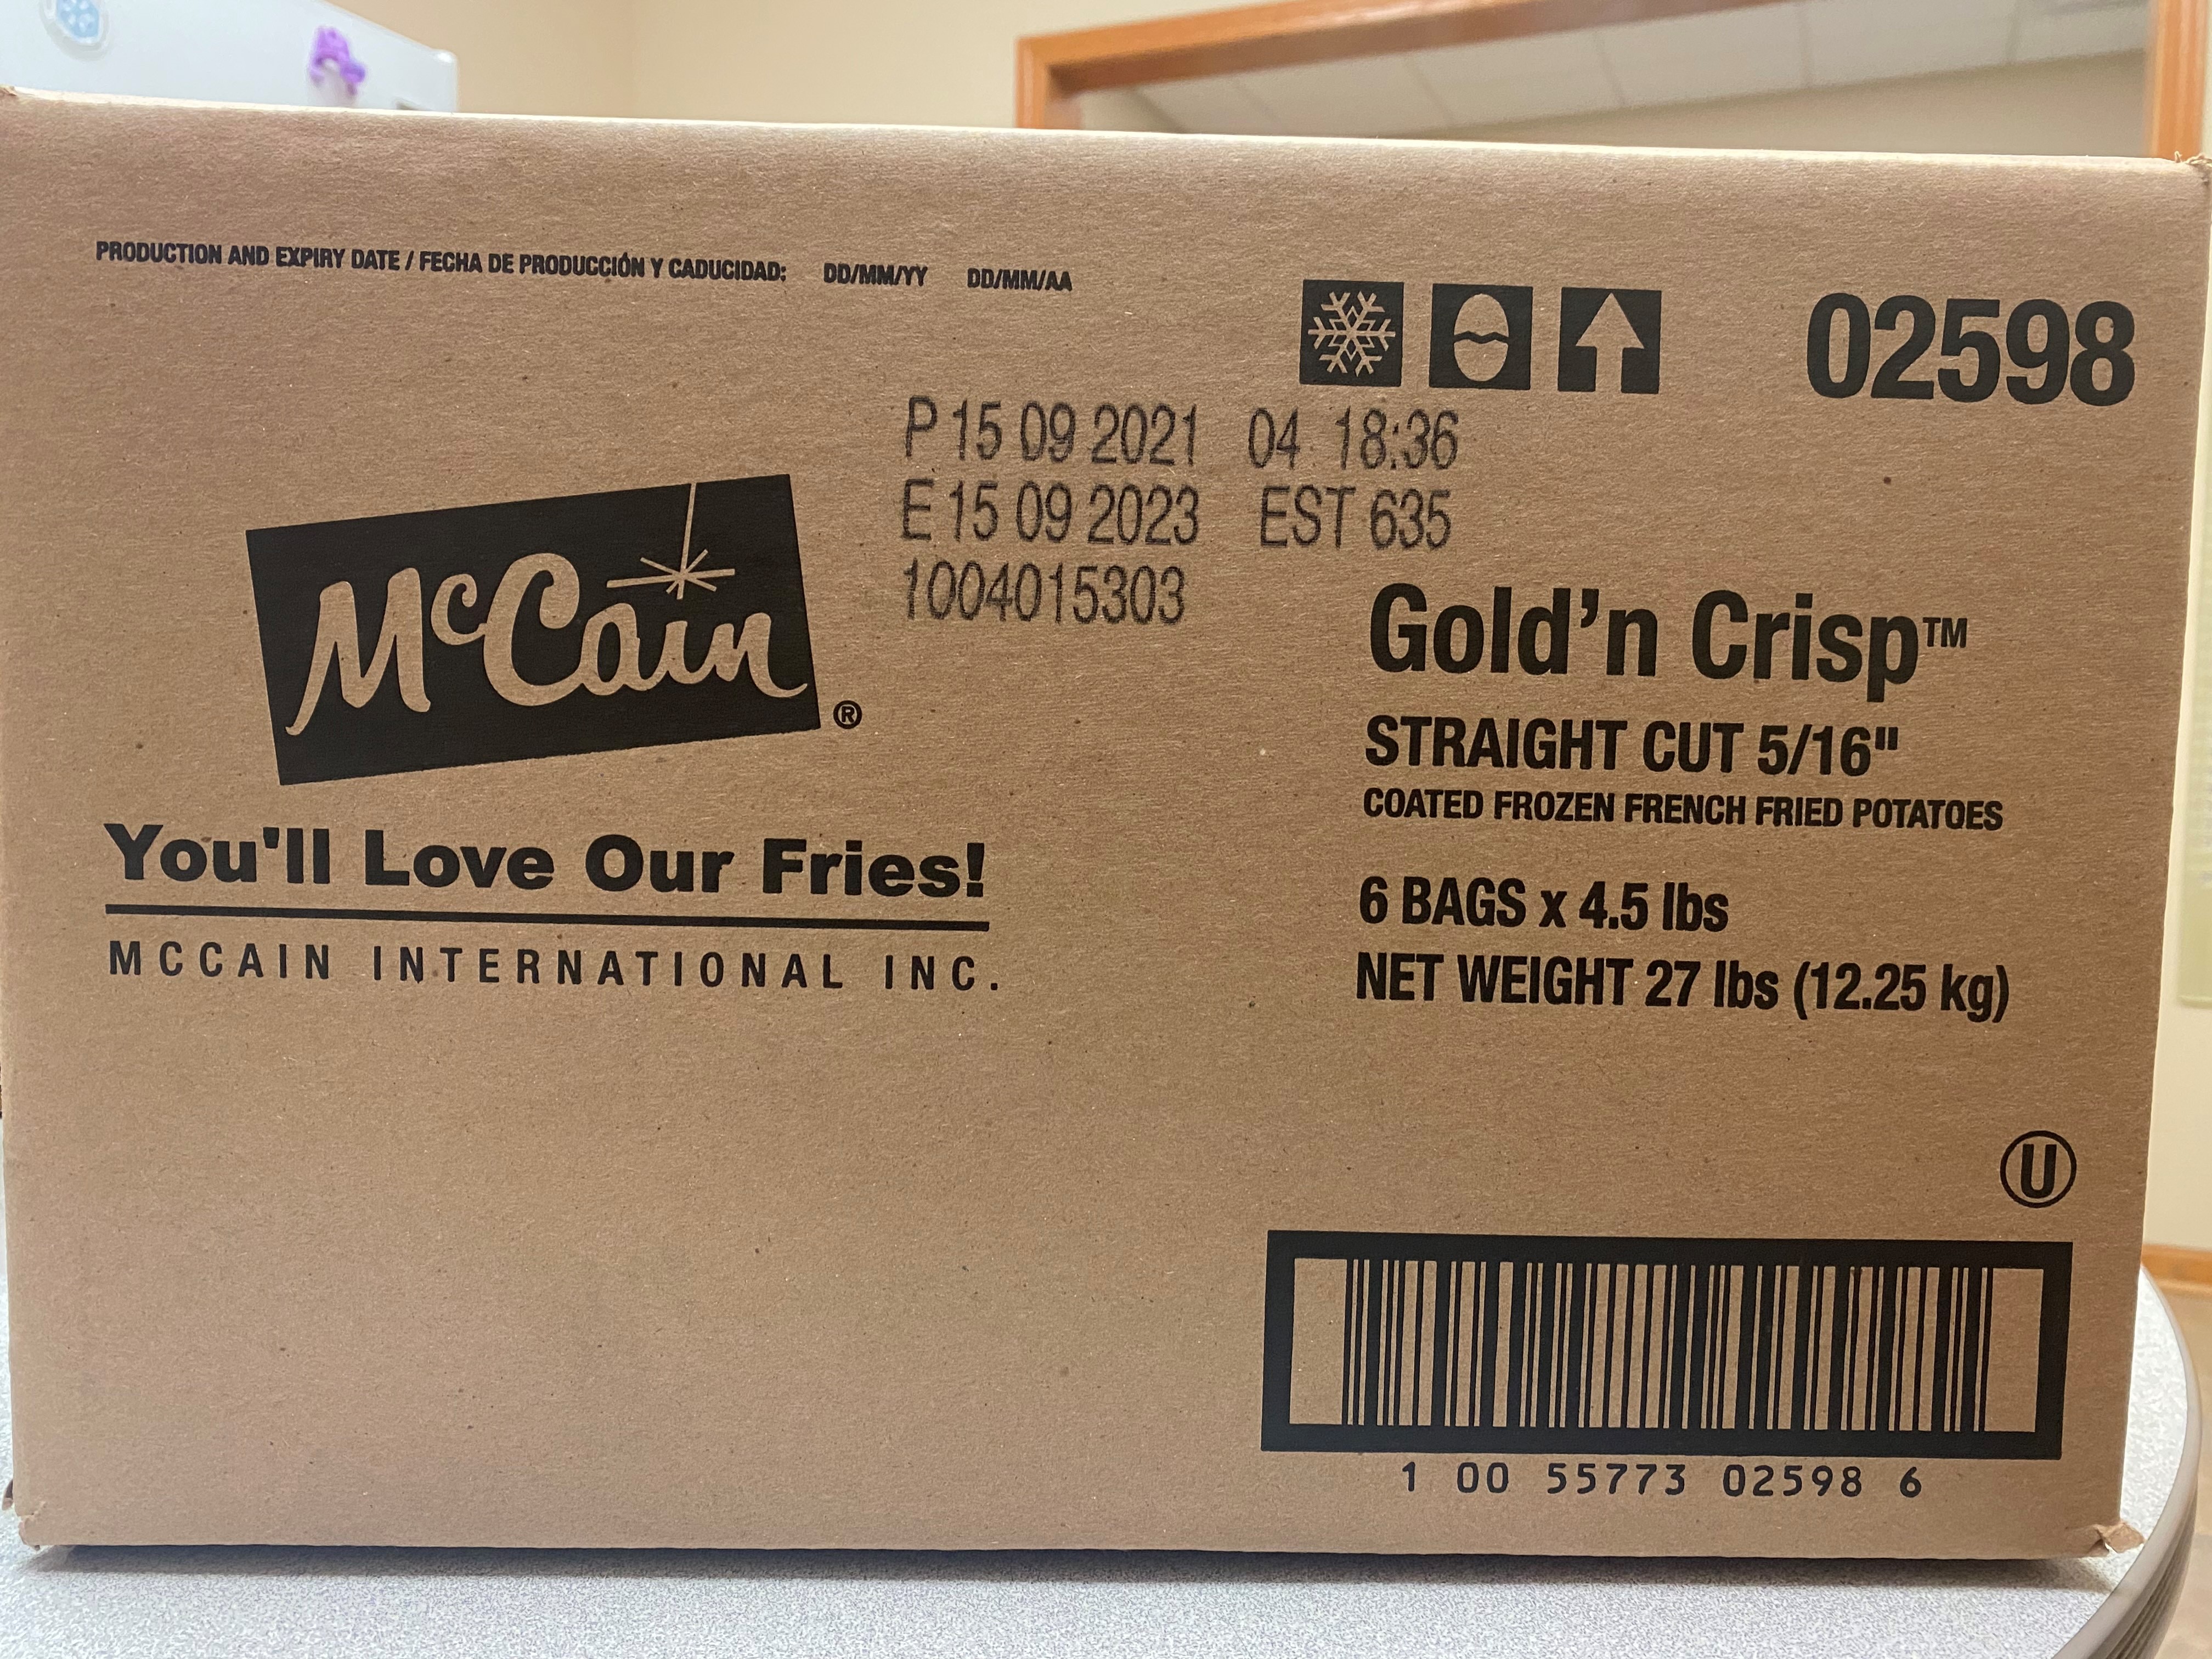 PRODUCTION AND EXPIRY DATE / FECHA DE PRODUCCIÓN Y CADUCIDAD: DD/MM/YY DD/MM/AA
02598
P 15 09 2021 04 18:36
E 15 09 2023 EST 635
1004015303
McCain®
Gold'n Crisp™
STRAIGHT CUT 5/16"
COATED FROZEN FRENCH FRIED POTATOES
You'll Love Our Fries!
6 BAGS x 4.5 lbs
MCCAIN INTERNATIONAL INC.
NET WEIGHT 27 lbs (12.25 kg)
U
1 00 55773 02598 6